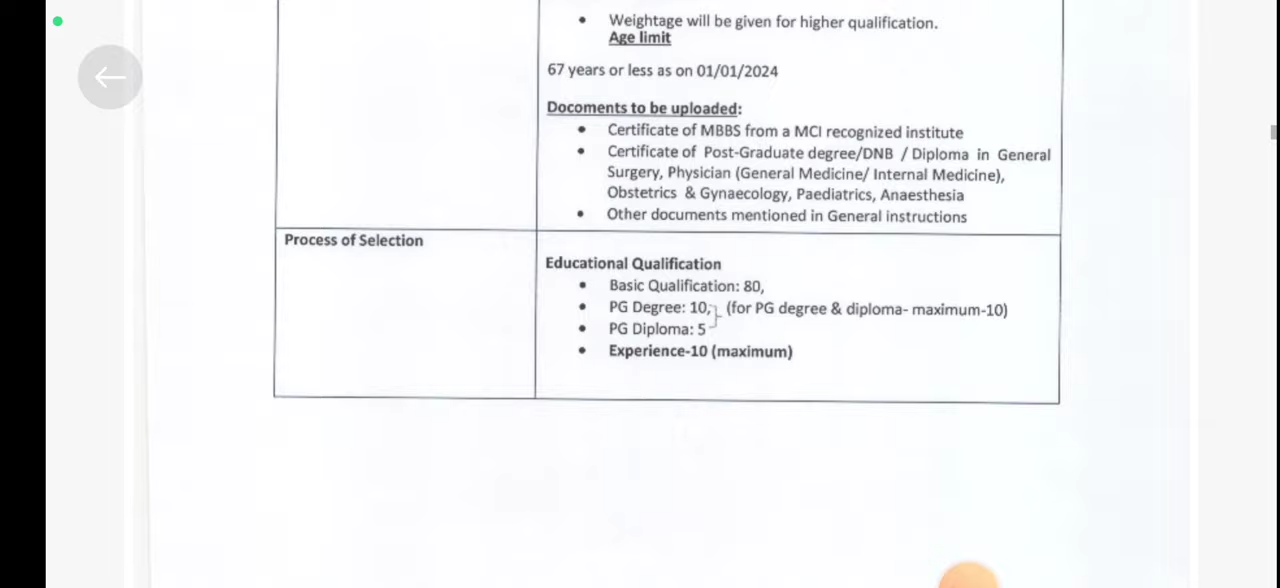 Weightage will be given for higher qualification.
Age limit
67 years or less as on 01/01/2024
Docoments to be uploaded:
Certificate of MBBS from a MCI recognized institute
Certificate of Post-Graduate degree/DNB / Diploma in General
Surgery, Physician (General Medicine/ Internal Medicine),
Obstetrics & Gynaecology, Paediatrics, Anaesthesia
Other documents mentioned in General instructions
Process of Selection
Educational Qualification
Basic Qualification: 80,
PG Degree: 10, (for PG degree & diploma- maximum-10)
PG Diploma: 5
Experience-10 (maximum)